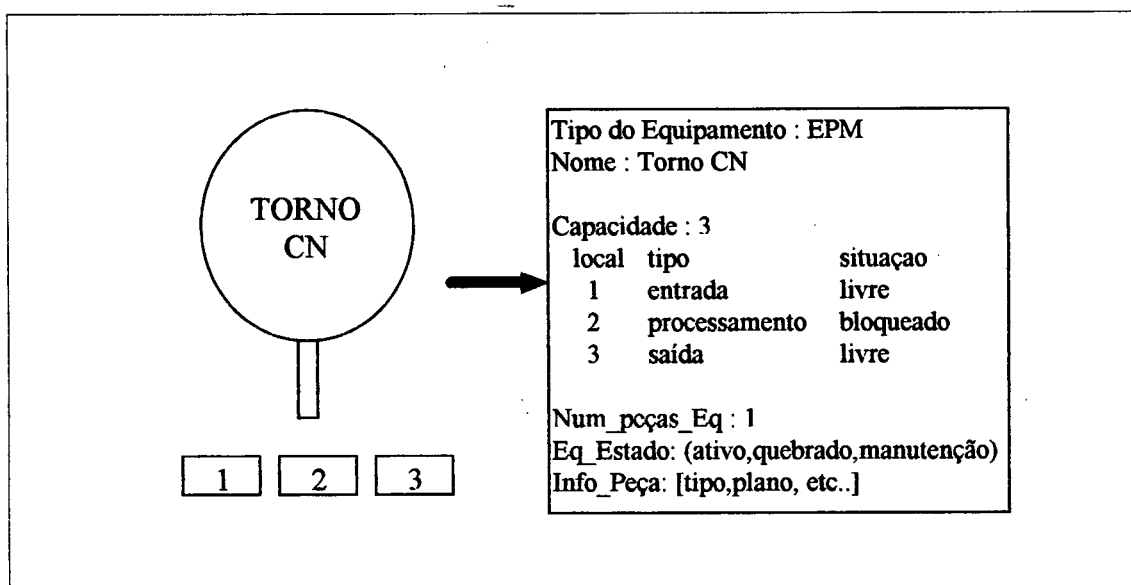 TORNO
CN
1 2 3
Tipo do Equipamento : EPM
Nome : Torno CN
Capacidade : 3
local tipo situaçao
1 entrada livre
2 processamento bloqueado
3 saída livre
Num_peças_Eq : 1
Eq_Estado: (ativo,quebrado,manutenção)
Info_Peça: [tipo,plano, etc..]